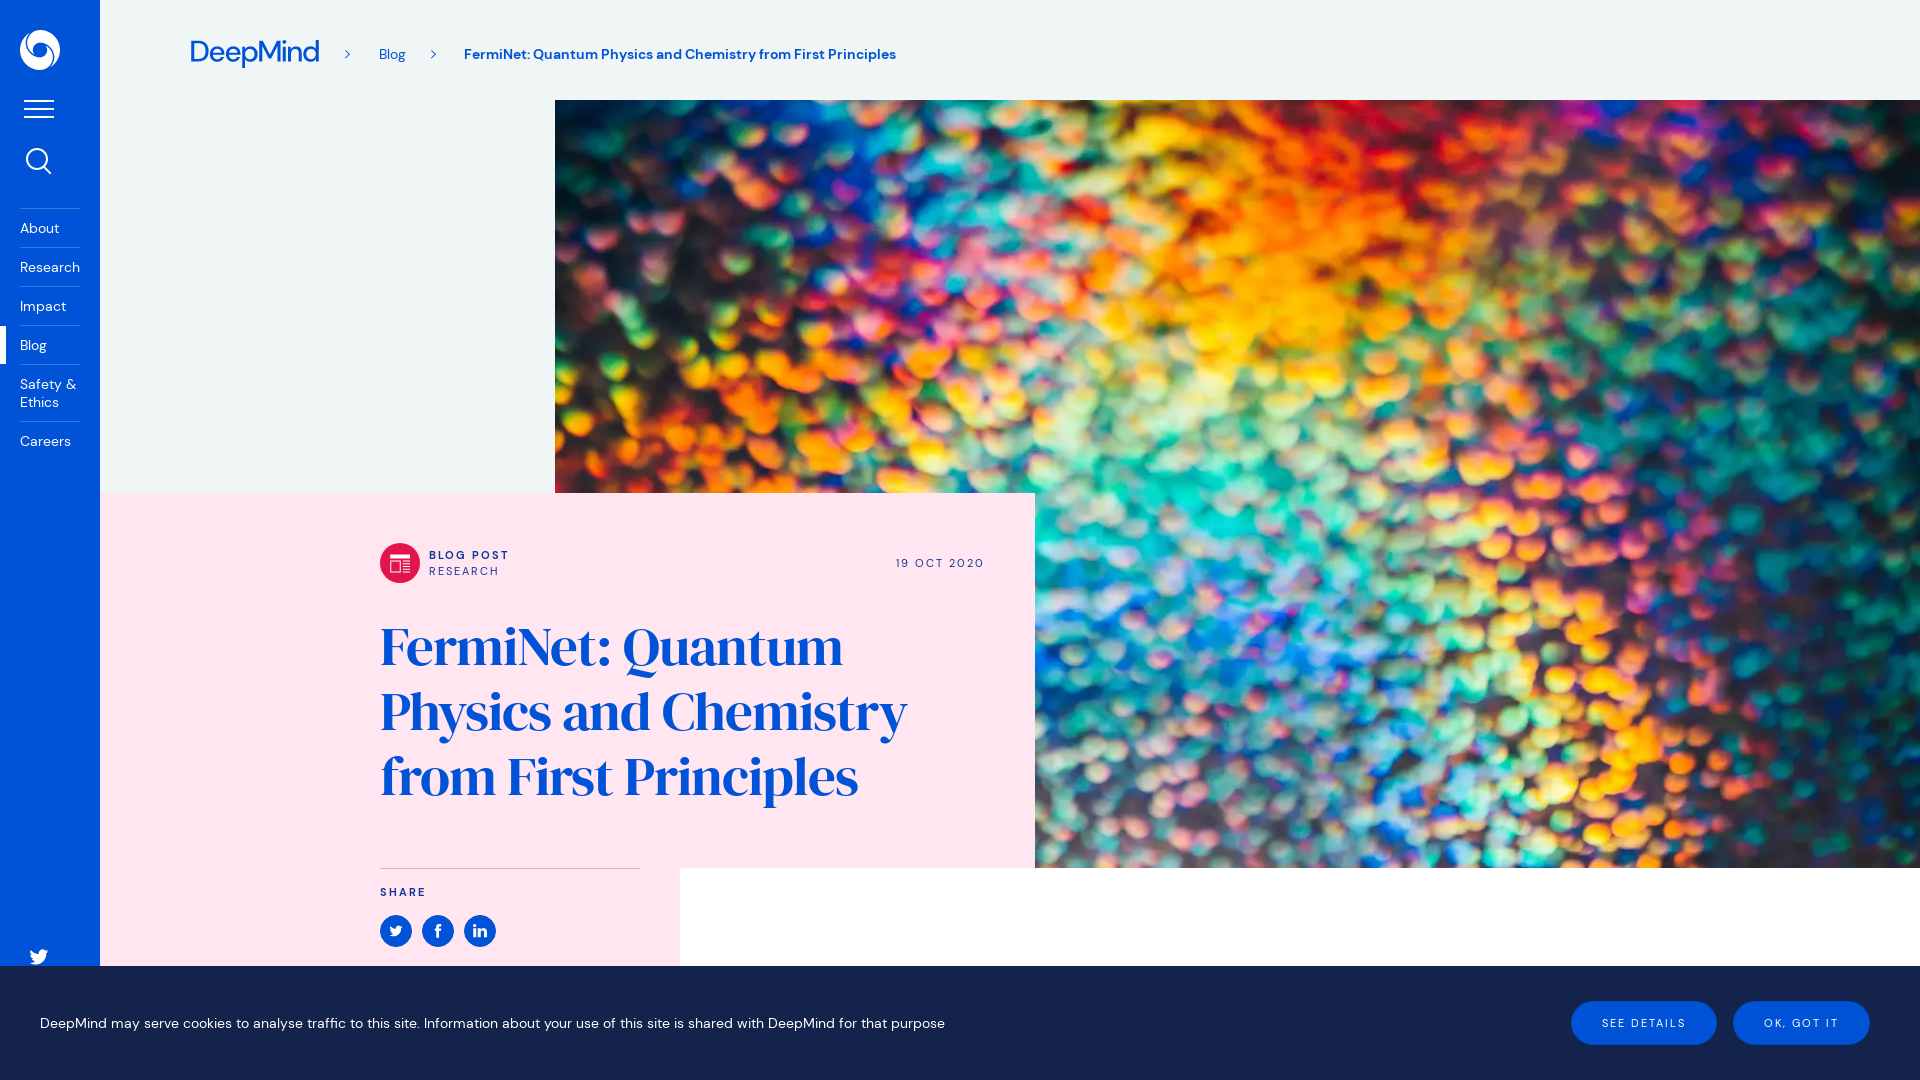 DeepMind
Blog
FermiNet: Quantum Physics and Chemistry from First Principles
About
Research
Impact
Blog
Safety &
Ethics
Careers
BLOG POST
RESEARCH
19 OCT 2020
FermiNet: Quantum
Physics and Chemistry
from First Principles
SHARE
DeepMind may serve cookies to analyse traffic to this site. Information about your use of this site is shared with DeepMind for that purpose
SEE DETAILS
OK, GOT IT